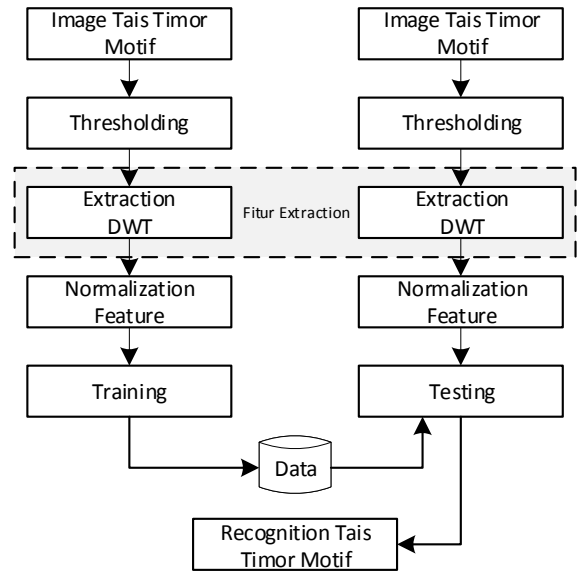 Image Tais Timor
Motif
Image Tais Timor
Motif
Thresholding
Thresholding
Extraction
DWT
Fitur Extraction
Extraction
DWT
Normalization
Feature
Normalization
Feature
Training
Testing
Data
Recognition Tais
Timor Motif